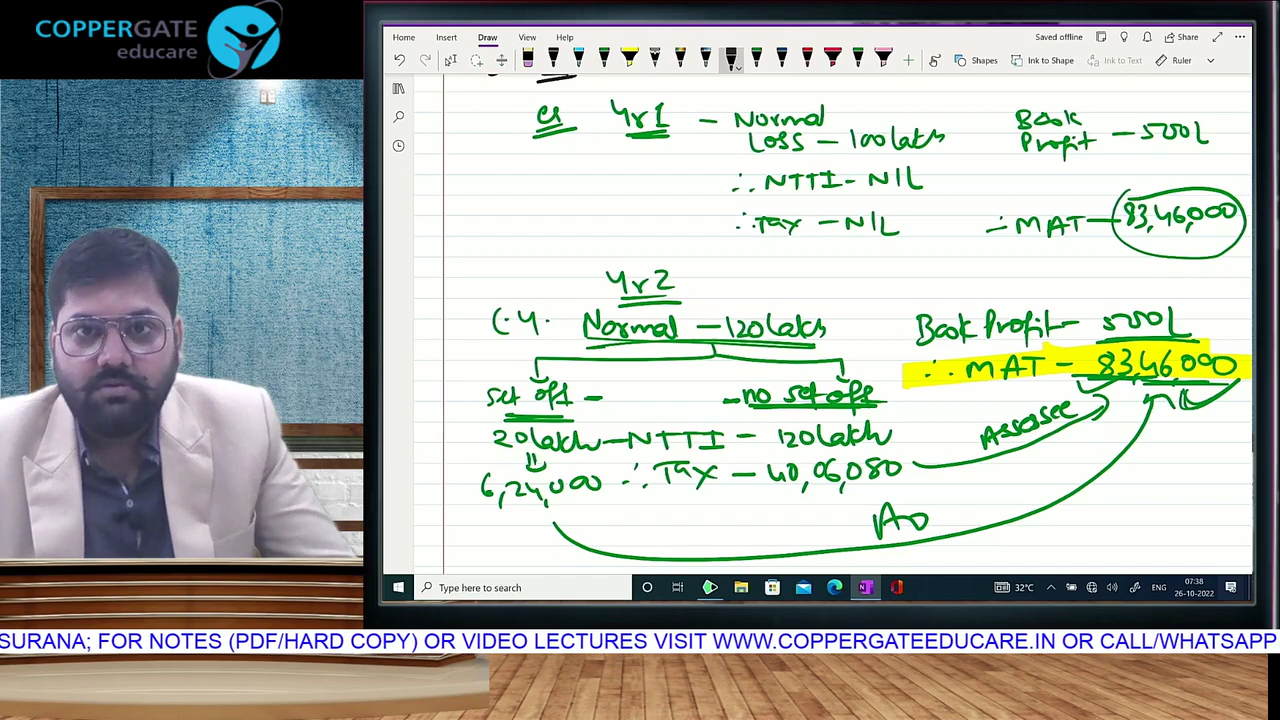 COPPERGATE
educare
Home Insert Draw View Help
Saved offline
Share
Shapes
Ink to Shape
Ink to Text
Ruler
eg Yr1 - Normal
Loss - 100 lakh
Book
Profit - 500L
∴ NTTI - NIL
∴ Tax - NIL
∴ MAT - 83,46,000
Yr2
C.Y. Normal - 120 lakhs
Book Profit - 500L
∴ MAT - 83,46,000
set off -
- no set off
20 lakh - NTTI - 120 lakh
Assessee
6,24,000 ∴ Tax - 40,06,080
AO
Type here to search
32°C
ENG
07:38
26-10-2022
SURANA; FOR NOTES (PDF/HARD COPY) OR VIDEO LECTURES VISIT WWW.COPPERGATEEDUCARE.IN OR CALL/WHATSAPP